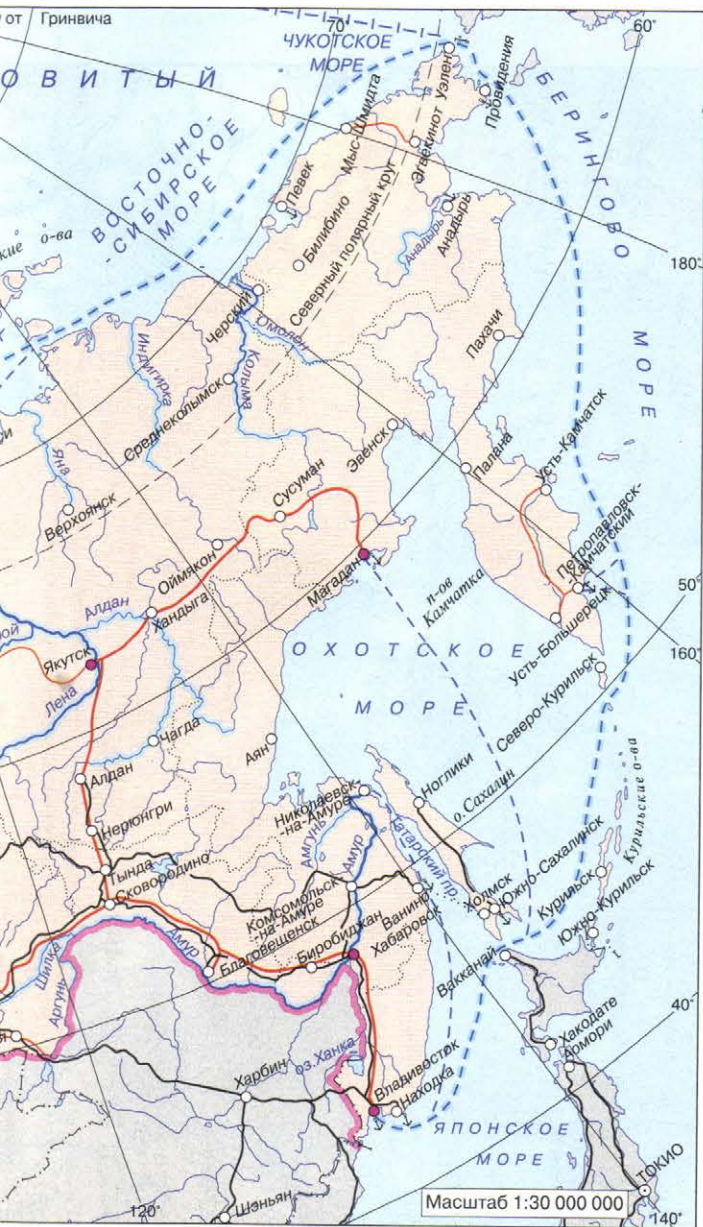 от Гринвича
70°
60°
ЧУКОТСКОЕ
МОРЕ
ОВИТЫЙ
БЕРИНГОВО
МОРЕ
Уэлен
Провидения
Мыс-Шмидта
Эгвекинот
ВОСТОЧНО-
-СИБИРСКОЕ
МОРЕ
о-ва
Певек
Билибино
Северный полярный круг
Анадырь
Анадырь
180°
Черский
Омолон
Индигирка
Колыма
Пахачи
Среднеколымск
Яна
Эвенск
Палана
Усть-Камчатск
Верхоянск
Сусуман
Оймякон
Магадан
Петропавловск-
-Камчатский
п-ов
Камчатка
50°
Алдан
Хандыга
Усть-Большерецк
160°
Якутск
ОХОТСКОЕ
МОРЕ
Северо-Курильск
Лена
Чагда
Аян
Алдан
Ноглики
о.Сахалин
Курильские о-ва
Николаевск-
-на-Амуре
Нерюнгри
Амгунь
Амур
Татарский пр.
Тында
Сковородино
Комсомольск-
-на-Амуре
Ванино
Холмск
Южно-Сахалинск
Курильск
Южно-Курильск
Амур
Благовещенск
Биробиджан
Хабаровск
Вакканай
Шилка
Аргунь
40°
Хакодате
Аомори
оз.Ханка
Харбин
Владивосток
Находка
ЯПОНСКОЕ
МОРЕ
ТОКИО
120°
Шэньян
Масштаб 1:30 000 000
140°